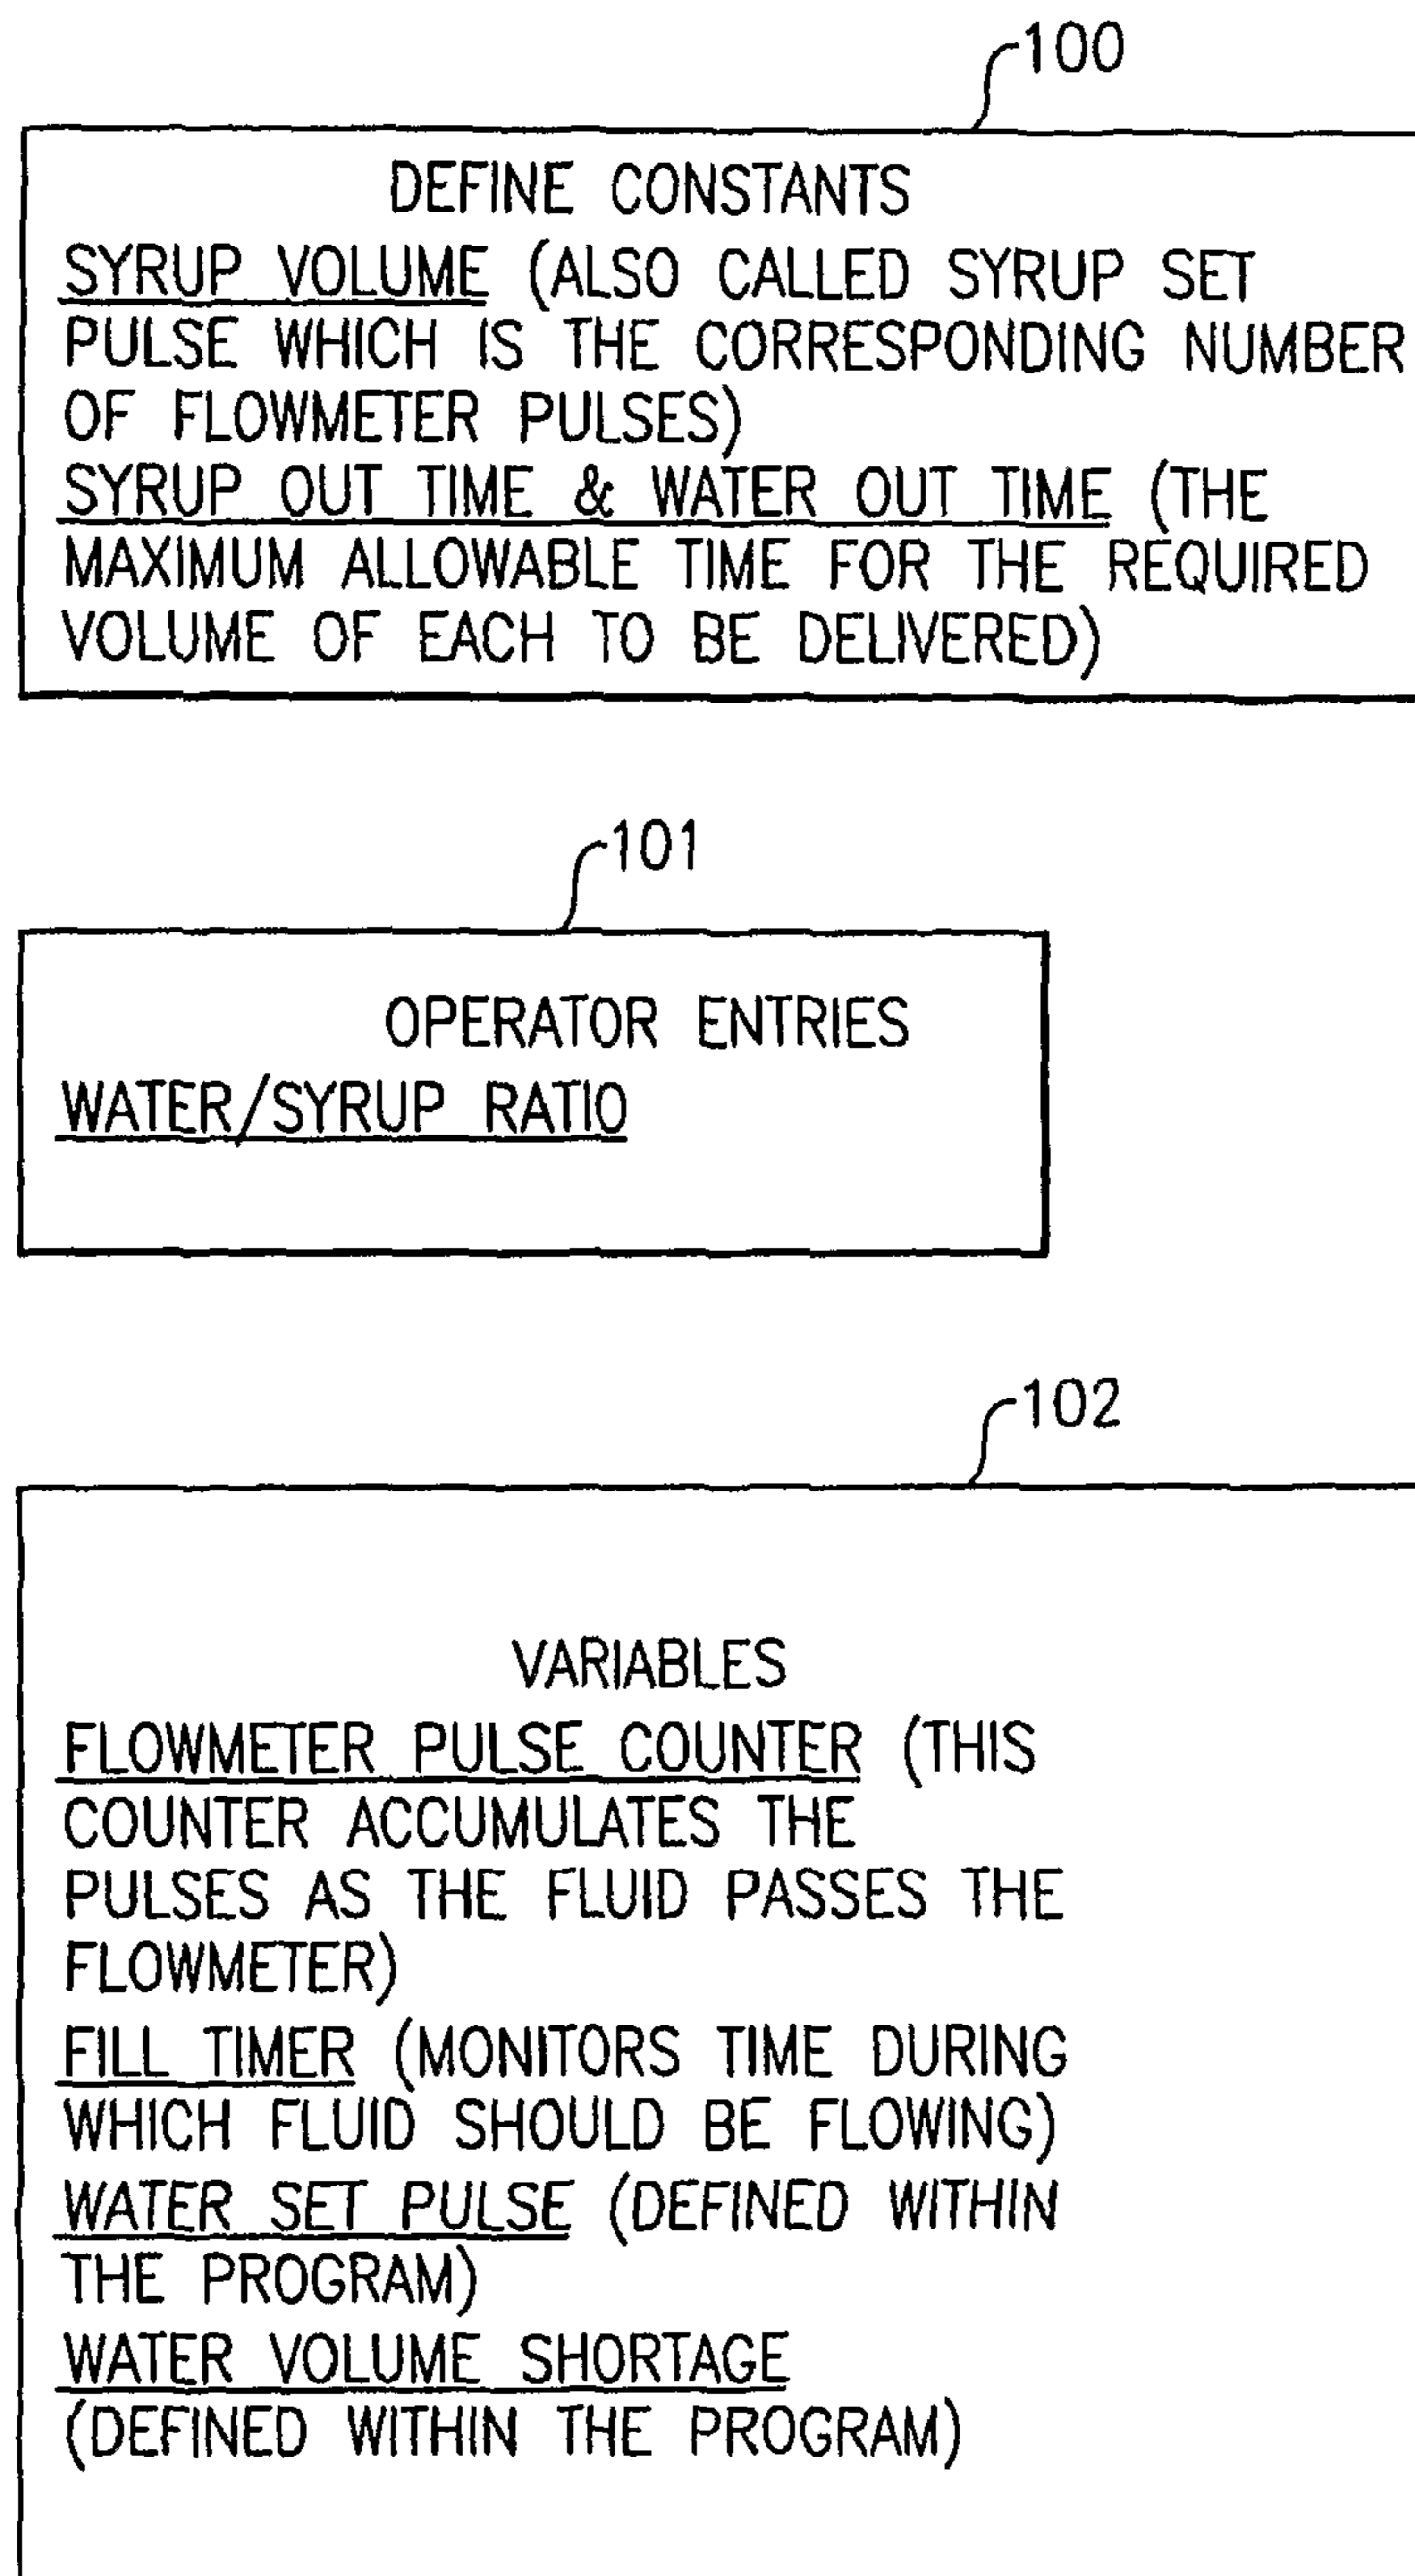 100
DEFINE CONSTANTS
SYRUP VOLUME (ALSO CALLED SYRUP SET
PULSE WHICH IS THE CORRESPONDING NUMBER
OF FLOWMETER PULSES)
SYRUP OUT TIME & WATER OUT TIME (THE
MAXIMUM ALLOWABLE TIME FOR THE REQUIRED
VOLUME OF EACH TO BE DELIVERED)
101
OPERATOR ENTRIES
WATER/SYRUP RATIO
102
VARIABLES
FLOWMETER PULSE COUNTER (THIS
COUNTER ACCUMULATES THE
PULSES AS THE FLUID PASSES THE
FLOWMETER)
FILL TIMER (MONITORS TIME DURING
WHICH FLUID SHOULD BE FLOWING)
WATER SET PULSE (DEFINED WITHIN
THE PROGRAM)
WATER VOLUME SHORTAGE
(DEFINED WITHIN THE PROGRAM)